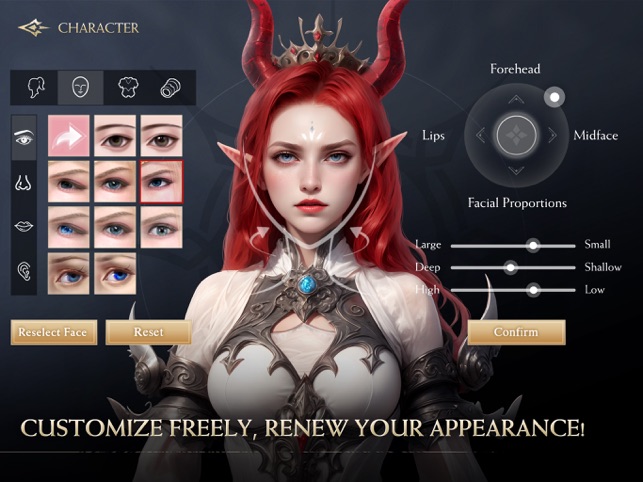 CHARACTER
Forehead
Lips
Midface
Facial Proportions
Large
Small
Deep
Shallow
High
Low
Reselect Face
Reset
Confirm
CUSTOMIZE FREELY, RENEW YOUR APPEARANCE!